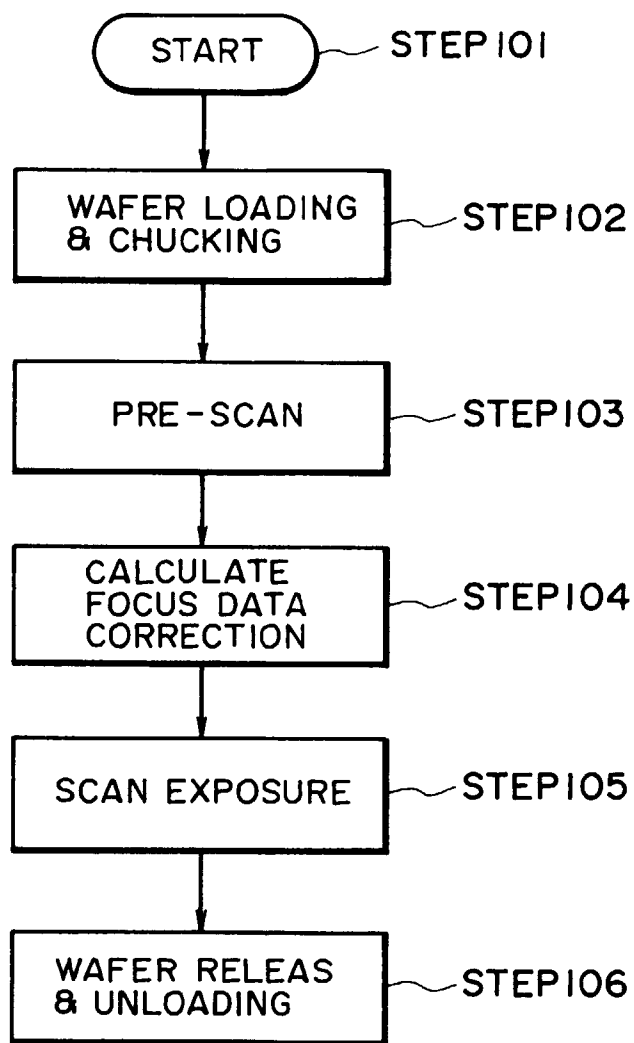 START
STEP101
WAFER LOADING
& CHUCKING
STEP102
PRE-SCAN
STEP103
CALCULATE
FOCUS DATA
CORRECTION
STEP104
SCAN EXPOSURE
STEP105
WAFER RELEAS
& UNLOADING
STEP106